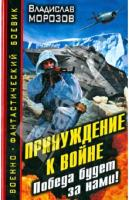 Владислав
МОРОЗОВ
ВОЕННО-ФАНТАСТИЧЕСКИЙ БОЕВИК
ПРИНУЖДЕНИЕ
К ВОЙНЕ
Победа будет
за нами!